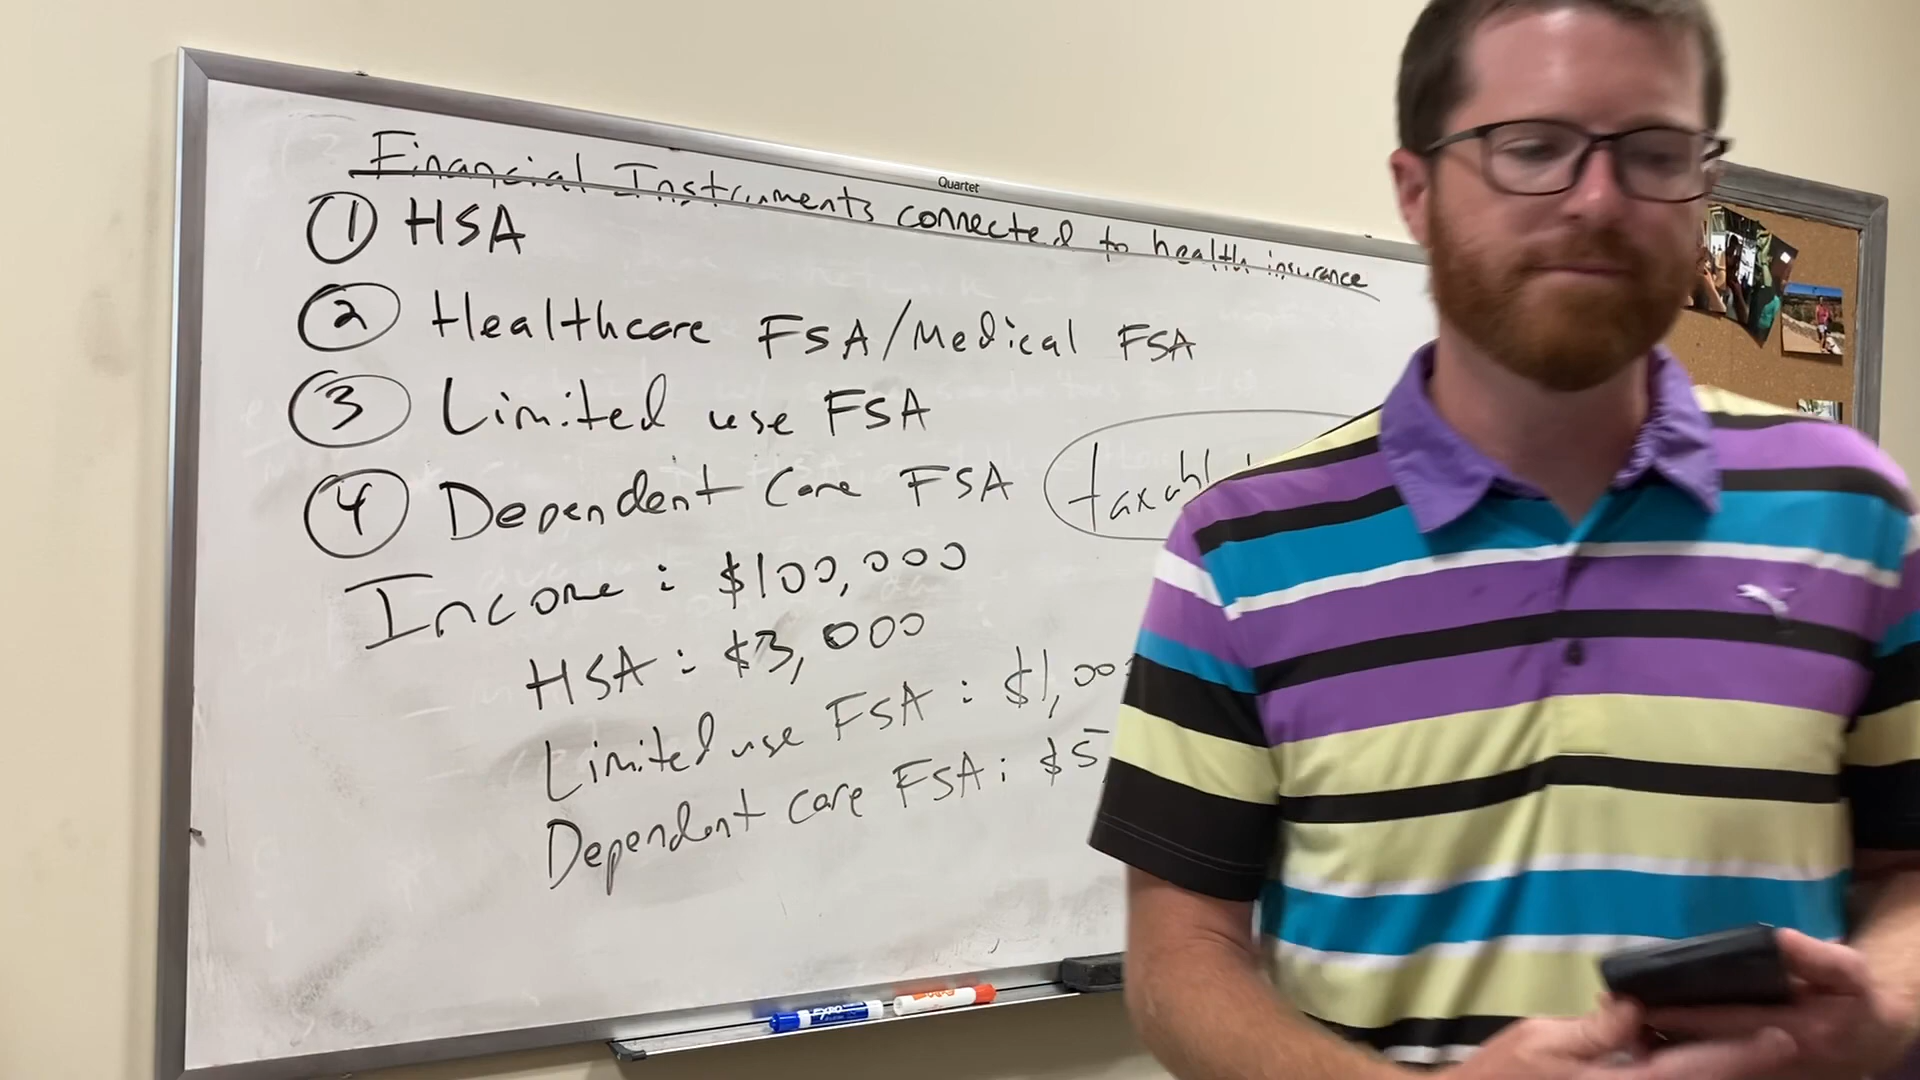 Quartet
Financial Instruments connected to health insurance
① HSA
② Healthcare FSA/Medical FSA
③ Limited use FSA
④ Dependent Care FSA
Income: $100,000
HSA: $3,000
Limited use FSA: $1,00
Dependent care FSA: $5,
EXPO